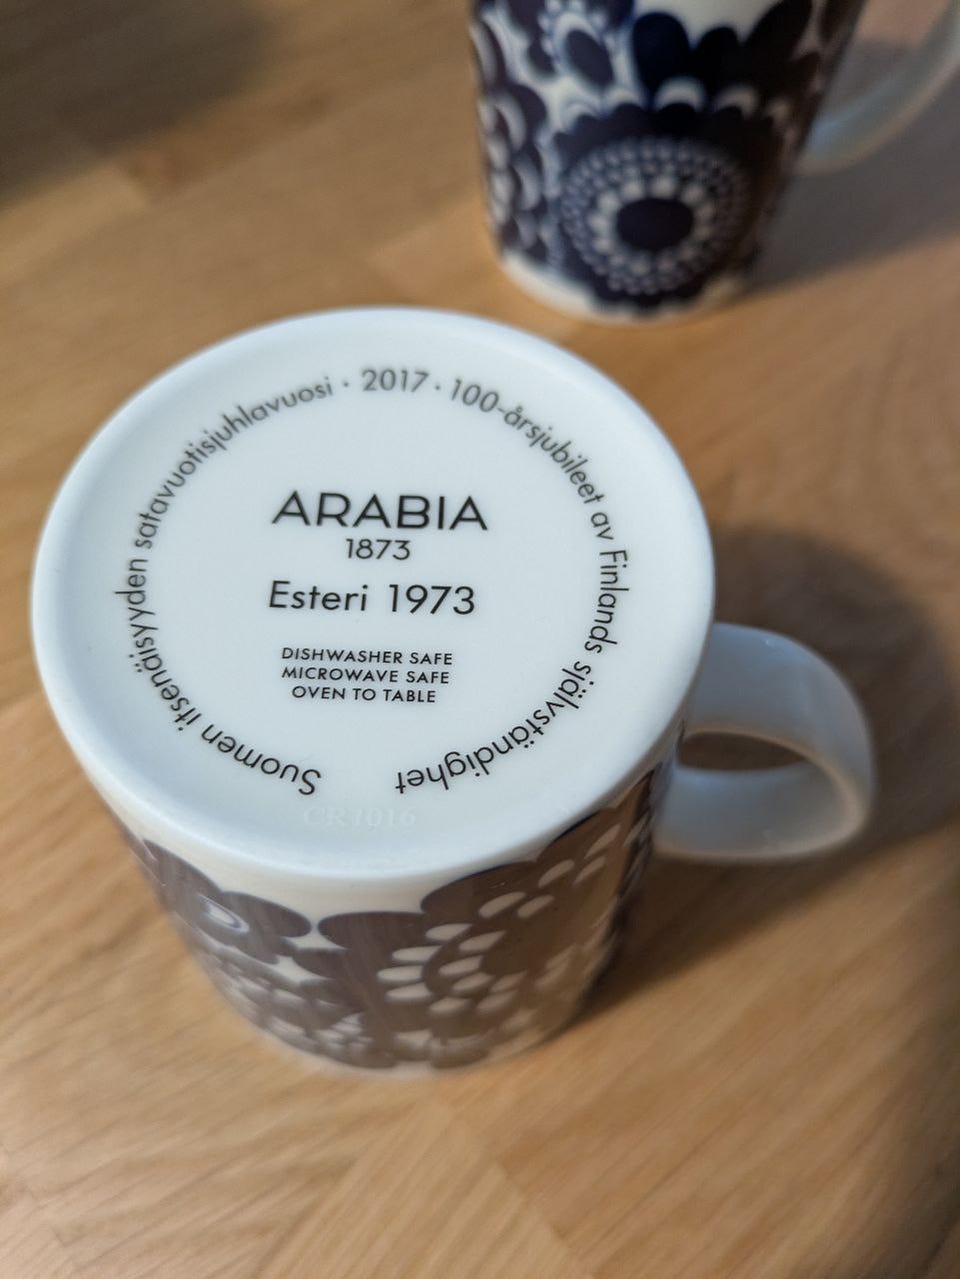 Suomen itsenäisyyden satavuotisjuhlavuosi · 2017 · 100-årsjubileet av Finlands självständighet
ARABIA
1873
Esteri 1973
DISHWASHER SAFE
MICROWAVE SAFE
OVEN TO TABLE
CR1016